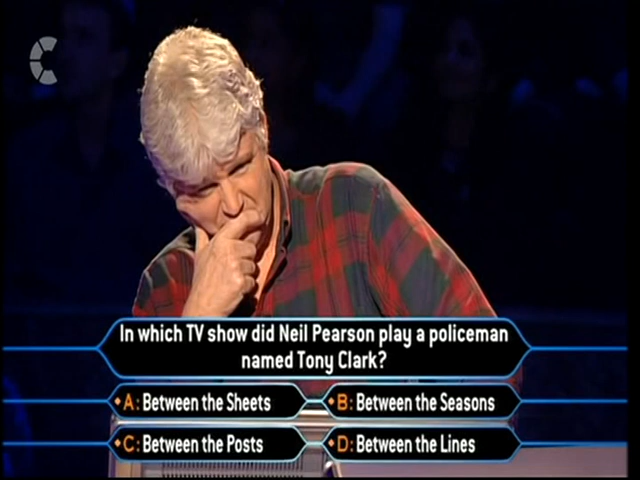 In which TV show did Neil Pearson play a policeman
named Tony Clark?
A: Between the Sheets
B: Between the Seasons
C: Between the Posts
D: Between the Lines